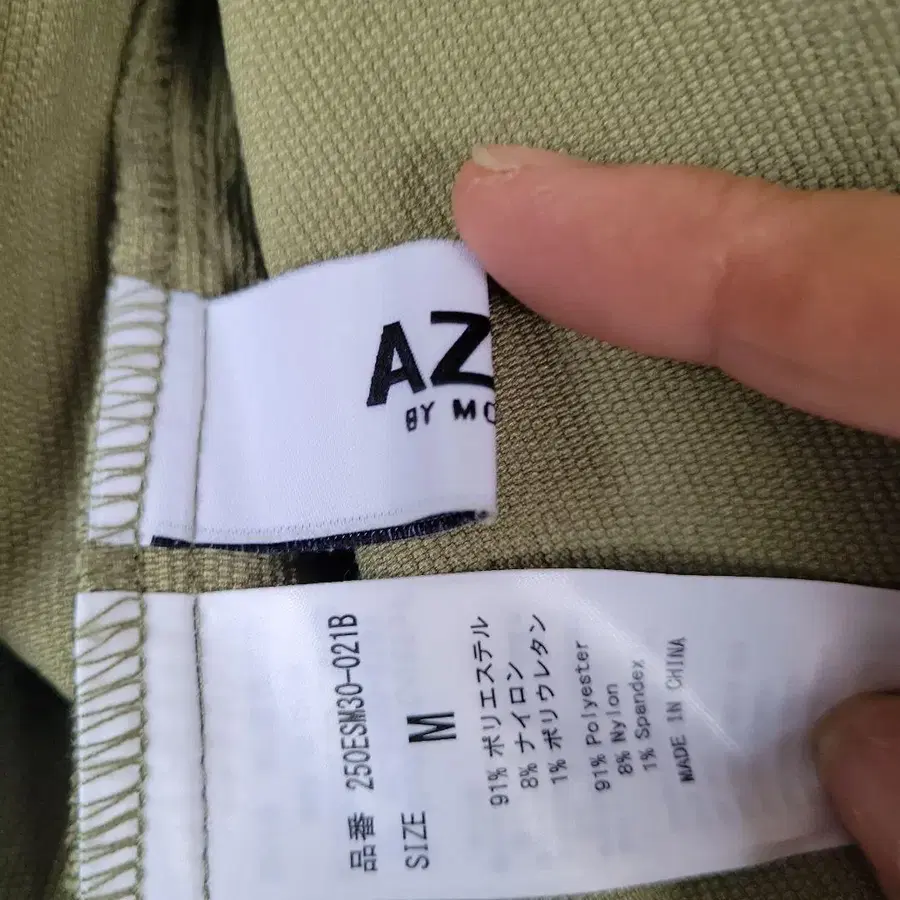 AZ
BY MO
品番 250ESM30-021B
SIZE M
91% ポリエステル
8% ナイロン
1% ポリウレタン
91% Polyester
8% Nylon
1% Spandex
MADE IN CHINA